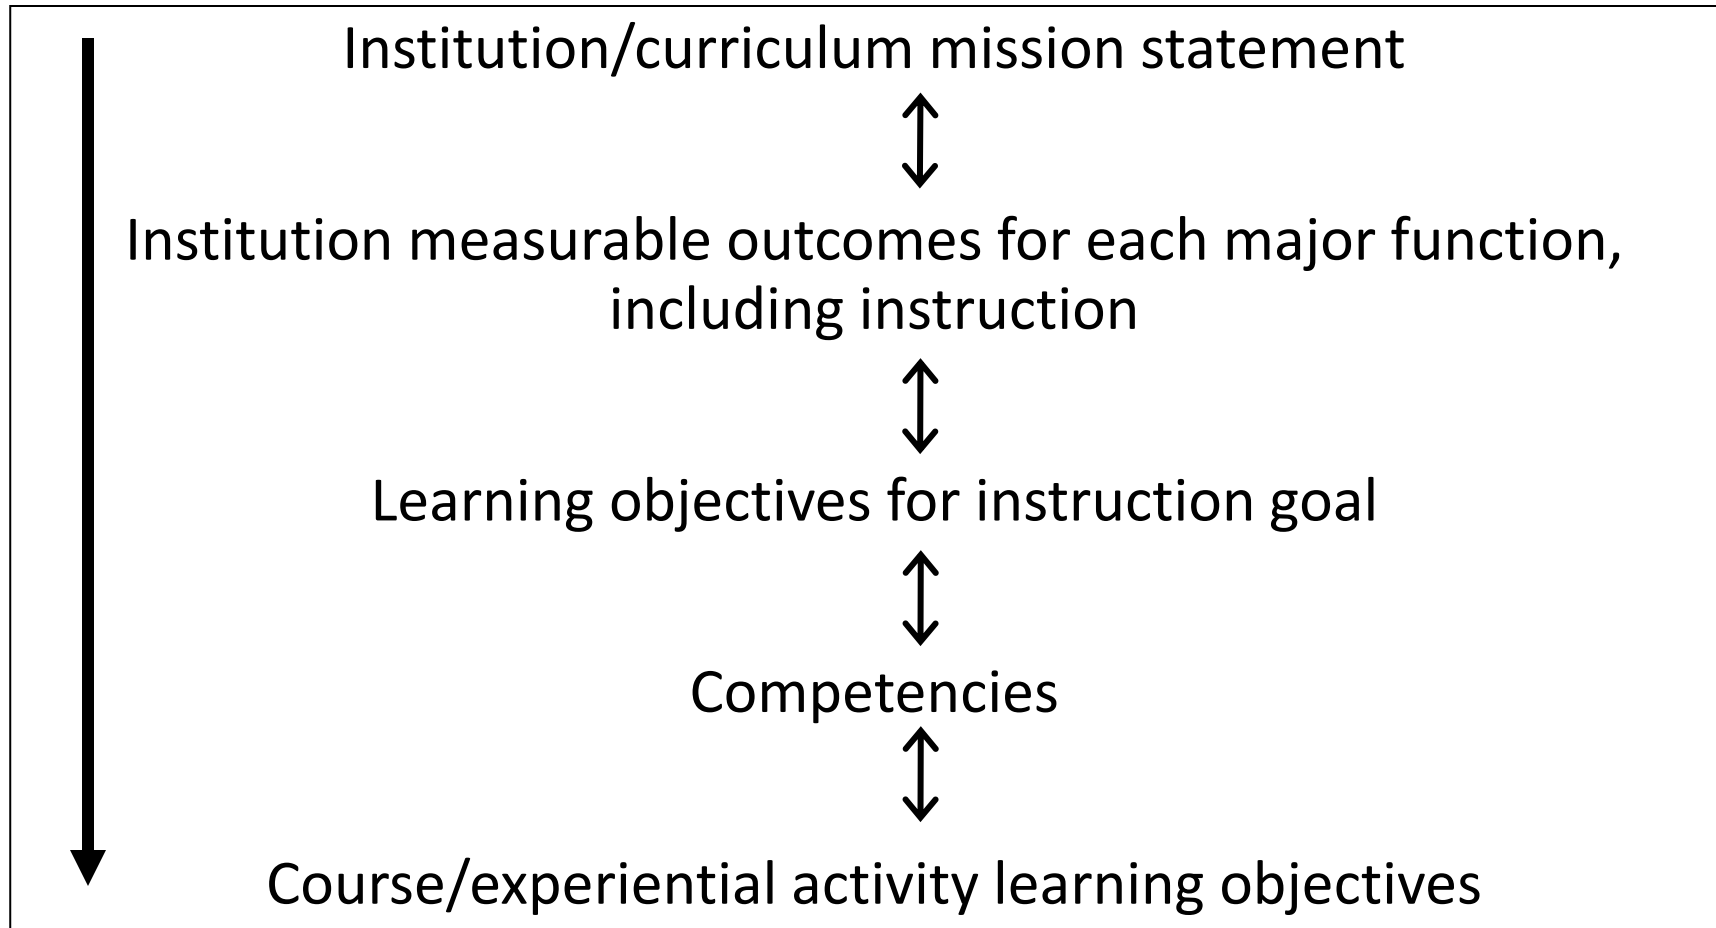 Institution/curriculum mission statement
Institution measurable outcomes for each major function,
including instruction
Learning objectives for instruction goal
Competencies
Course/experiential activity learning objectives